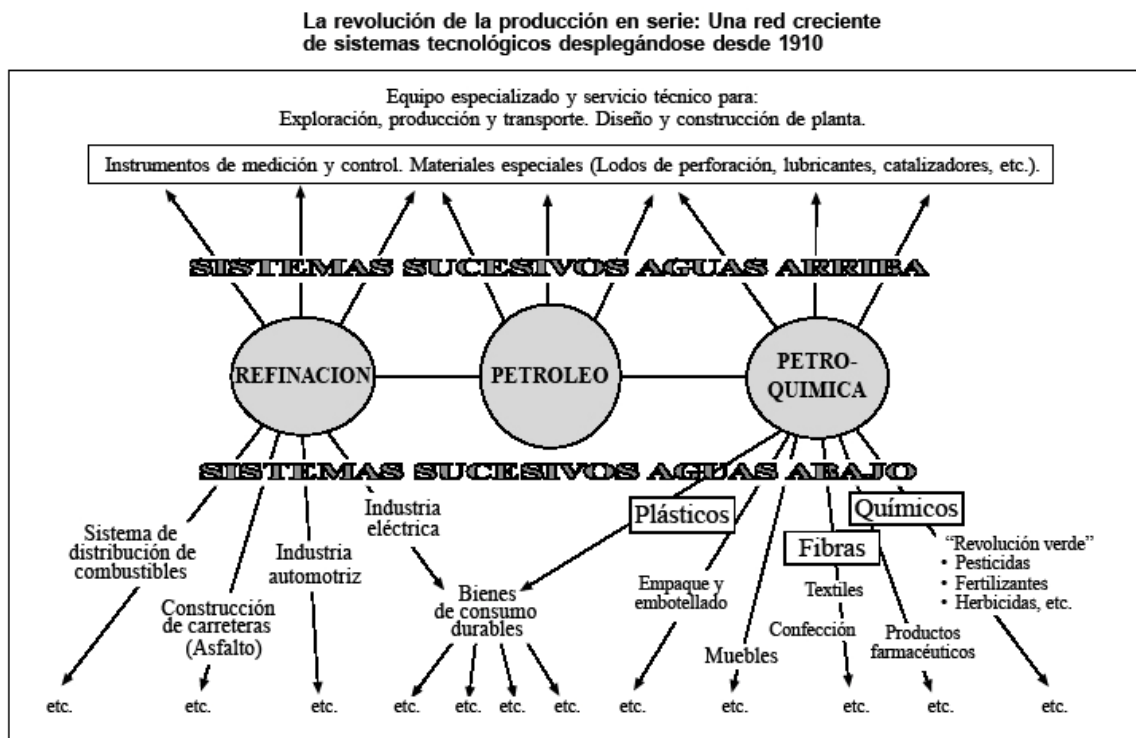 La revolución de la producción en serie: Una red creciente
de sistemas tecnológicos desplegándose desde 1910
Equipo especializado y servicio técnico para:
Exploración, producción y transporte. Diseño y construcción de planta.
Instrumentos de medición y control. Materiales especiales (Lodos de perforación, lubricantes, catalizadores, etc.).
SISTEMAS SUCESIVOS AGUAS ARRIBA
REFINACION
PETROLEO
PETRO-
QUIMICA
SISTEMAS SUCESIVOS AGUAS ABAJO
Sistema de
distribución de
combustibles
Construcción
de carreteras
(Asfalto)
Industria
automotriz
Industria
eléctrica
Bienes
de consumo
durables
Plásticos
Empaque y
embotellado
Muebles
Fibras
Textiles
Confección
Químicos
Productos
farmacéuticos
“Revolución verde”
• Pesticidas
• Fertilizantes
• Herbicidas, etc.
etc.
etc.
etc.
etc.
etc.
etc.
etc.
etc.
etc.
etc.
etc.
etc.